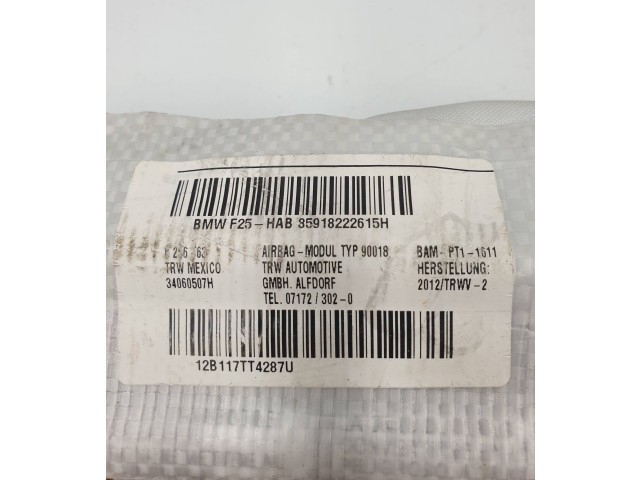 BMW F25-HAB 35918222615H
AIRBAG-MODUL TYP 90018 BAM-PT1-1611
TRW MEXICO TRW AUTOMOTIVE HERSTELLUNG:
34060507H GMBH. ALFDORF 2012/TRWV-2
TEL. 07172/302-0
12B117TT4287U